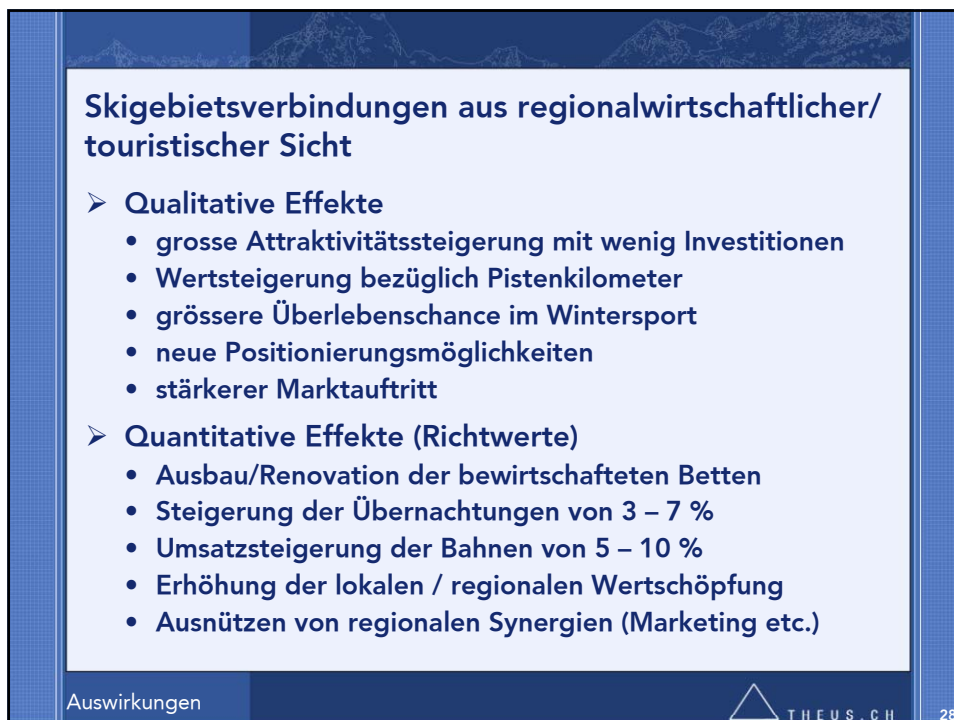 Skigebietsverbindungen aus regionalwirtschaftlicher/
touristischer Sicht
➢ Qualitative Effekte
• grosse Attraktivitätssteigerung mit wenig Investitionen
• Wertsteigerung bezüglich Pistenkilometer
• grössere Überlebenschance im Wintersport
• neue Positionierungsmöglichkeiten
• stärkerer Marktauftritt
➢ Quantitative Effekte (Richtwerte)
• Ausbau/Renovation der bewirtschafteten Betten
• Steigerung der Übernachtungen von 3 – 7 %
• Umsatzsteigerung der Bahnen von 5 – 10 %
• Erhöhung der lokalen / regionalen Wertschöpfung
• Ausnützen von regionalen Synergien (Marketing etc.)
Auswirkungen
THEUS.CH
28